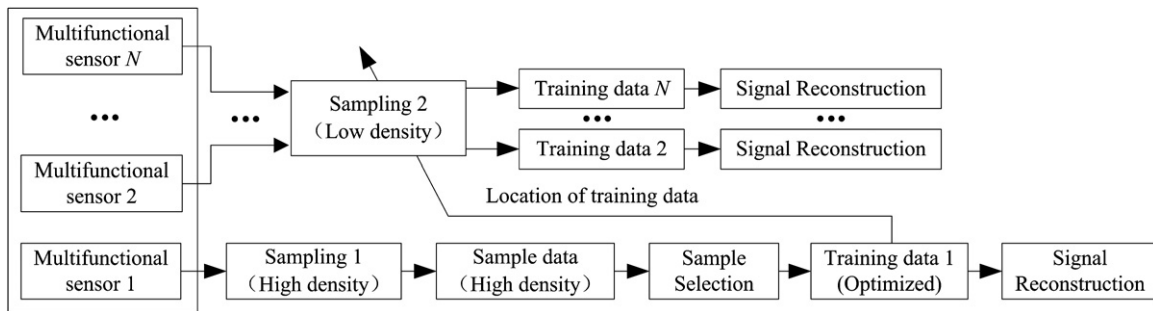 Multifunctional
sensor N
•••
Multifunctional
sensor 2
Multifunctional
sensor 1
•••
Sampling 2
（Low density）
Training data N
•••
Training data 2
Signal Reconstruction
•••
Signal Reconstruction
Location of training data
Sampling 1
（High density）
Sample data
（High density）
Sample
Selection
Training data 1
(Optimized)
Signal
Reconstruction